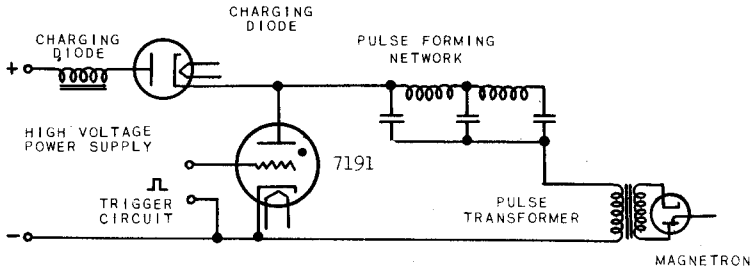 CHARGING
DIODE
CHARGING
DIODE
PULSE FORMING
NETWORK
+
HIGH VOLTAGE
POWER SUPPLY
7191
TRIGGER
CIRCUIT
PULSE
TRANSFORMER
-
MAGNETRON